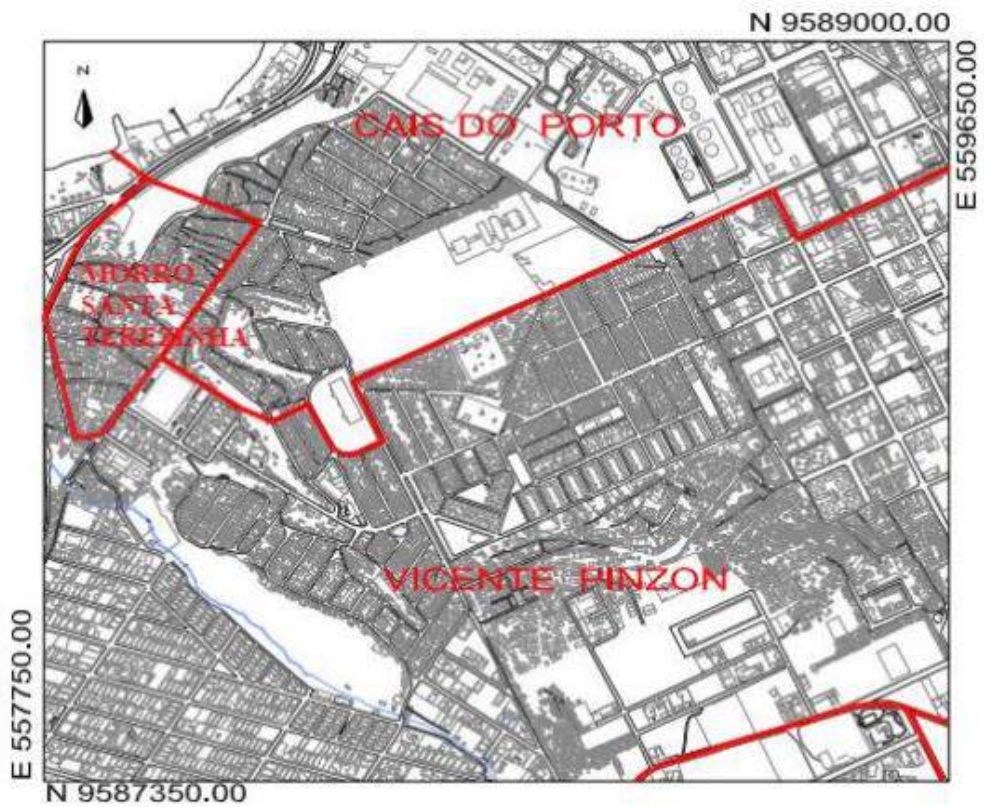 N 9589000.00
E 559650.00
N
CAIS DO PORTO
MORRO
SANTA
TEREZINHA
VICENTE PINZON
E 557750.00
N 9587350.00